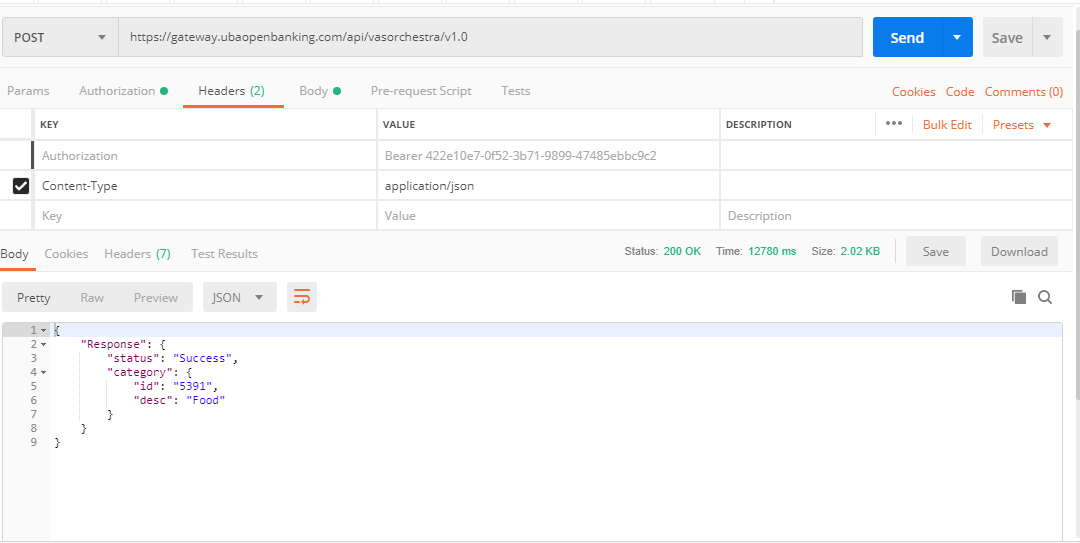 POST https://gateway.ubaopenbanking.com/api/vasorchestra/v1.0 Send Save
Params Authorization Headers (2) Body Pre-request Script Tests Cookies Code Comments (0)
KEY VALUE DESCRIPTION ••• Bulk Edit Presets
Authorization Bearer 422e10e7-0f52-3b71-9899-47485ebbc9c2
Content-Type application/json
Key Value Description
Body Cookies Headers (7) Test Results Status: 200 OK Time: 12780 ms Size: 2.02 KB Save Download
Pretty Raw Preview JSON
1 {
2 "Response": {
3 "status": "Success",
4 "category": {
5 "id": "5391",
6 "desc": "Food"
7 }
8 }
9 }